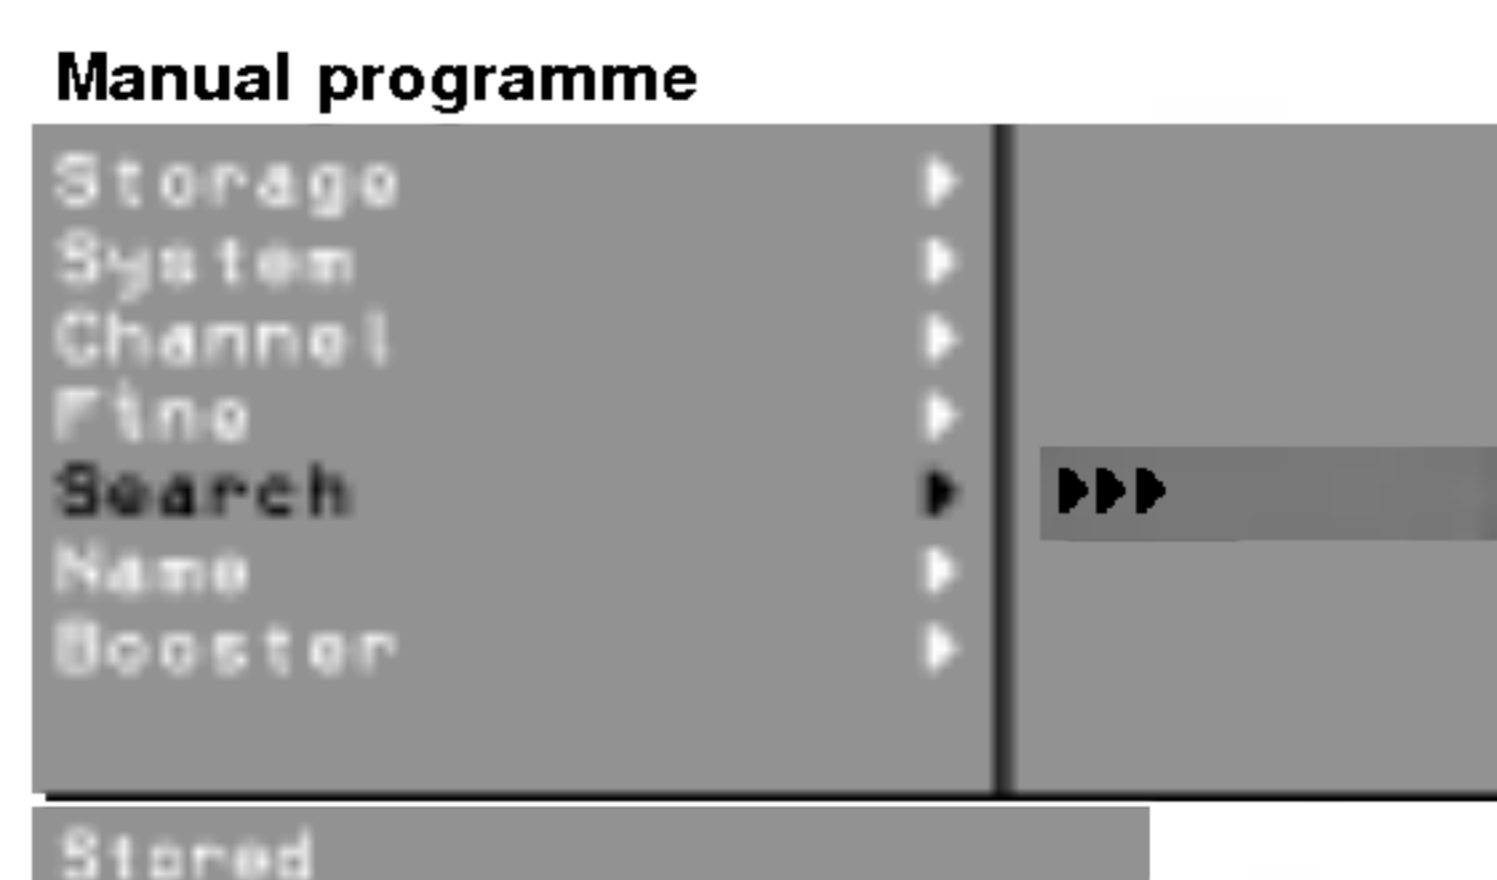 Manual programme
Storage
System
Channel
Fine
Search
Name
Booster
Stored